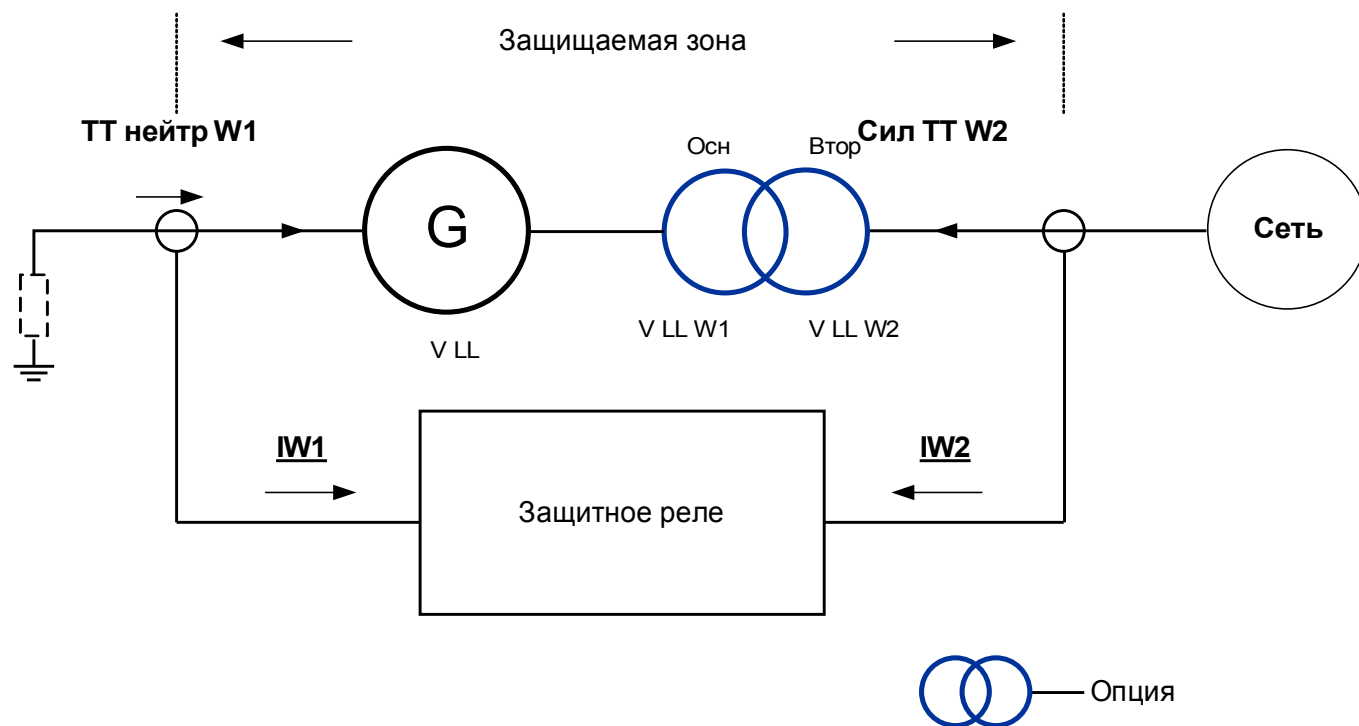 Защищаемая зона
ТТ нейтр W1
Сил ТТ W2
Осн
Втор
G
Сеть
V LL
V LL W1
V LL W2
IW1
IW2
Защитное реле
Опция